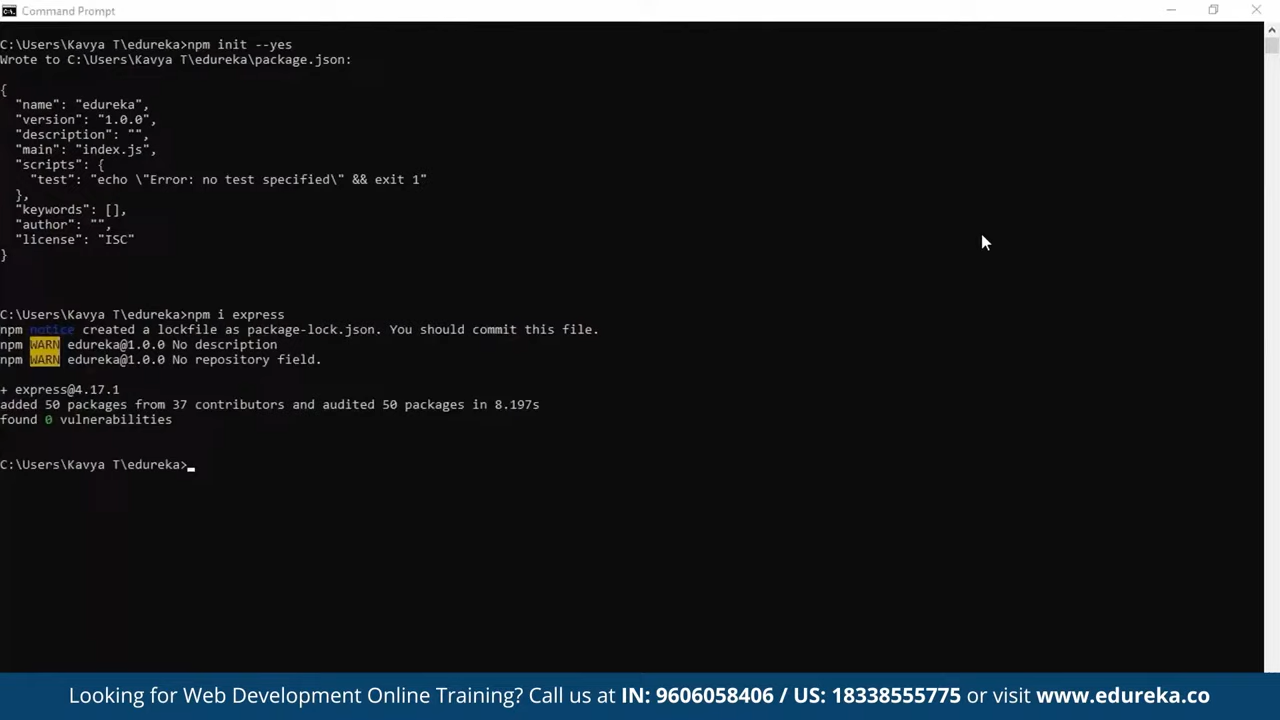 Command Prompt
C:\Users\Kavya T\edureka>npm init --yes
Wrote to C:\Users\Kavya T\edureka\package.json:
{
  "name": "edureka",
  "version": "1.0.0",
  "description": "",
  "main": "index.js",
  "scripts": {
    "test": "echo \"Error: no test specified\" && exit 1"
  },
  "keywords": [],
  "author": "",
  "license": "ISC"
}
C:\Users\Kavya T\edureka>npm i express
npm notice created a lockfile as package-lock.json. You should commit this file.
npm WARN edureka@1.0.0 No description
npm WARN edureka@1.0.0 No repository field.
+ express@4.17.1
added 50 packages from 37 contributors and audited 50 packages in 8.197s
found 0 vulnerabilities
C:\Users\Kavya T\edureka>
Looking for Web Development Online Training? Call us at IN: 9606058406 / US: 18338555775 or visit www.edureka.co